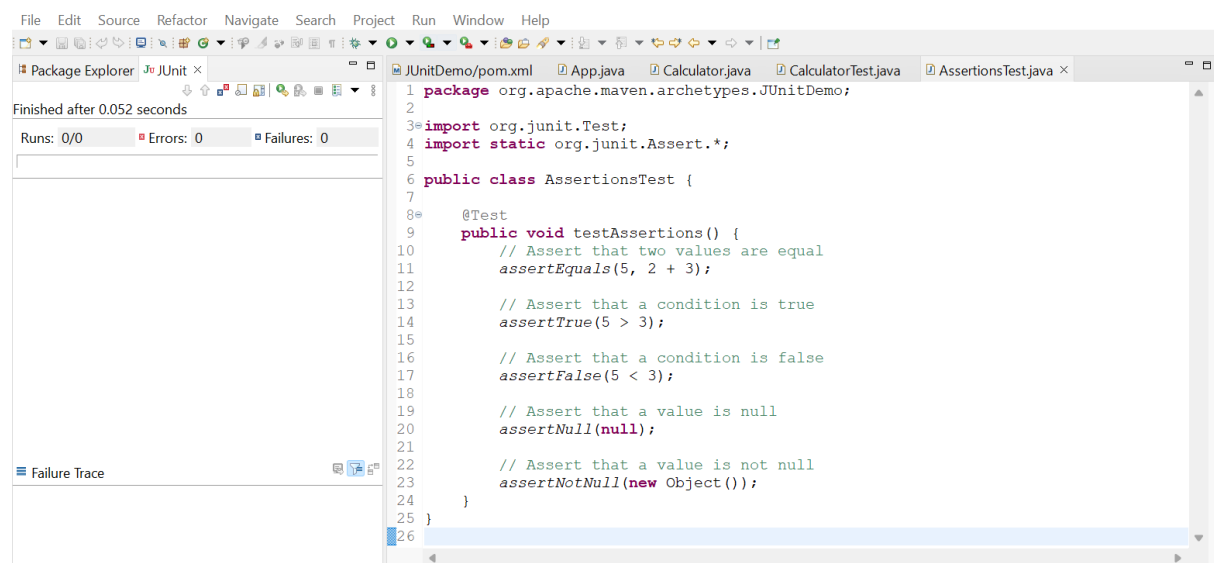 File Edit Source Refactor Navigate Search Project Run Window Help
Package Explorer JUnit
Finished after 0.052 seconds
Runs: 0/0 Errors: 0 Failures: 0
Failure Trace
JUnitDemo/pom.xml App.java Calculator.java CalculatorTest.java AssertionsTest.java
1 package org.apache.maven.archetypes.JUnitDemo;
2
3 import org.junit.Test;
4 import static org.junit.Assert.*;
5
6 public class AssertionsTest {
7
8 @Test
9 public void testAssertions() {
10 // Assert that two values are equal
11 assertEquals(5, 2 + 3);
12
13 // Assert that a condition is true
14 assertTrue(5 > 3);
15
16 // Assert that a condition is false
17 assertFalse(5 < 3);
18
19 // Assert that a value is null
20 assertNull(null);
21
22 // Assert that a value is not null
23 assertNotNull(new Object());
24 }
25 }
26